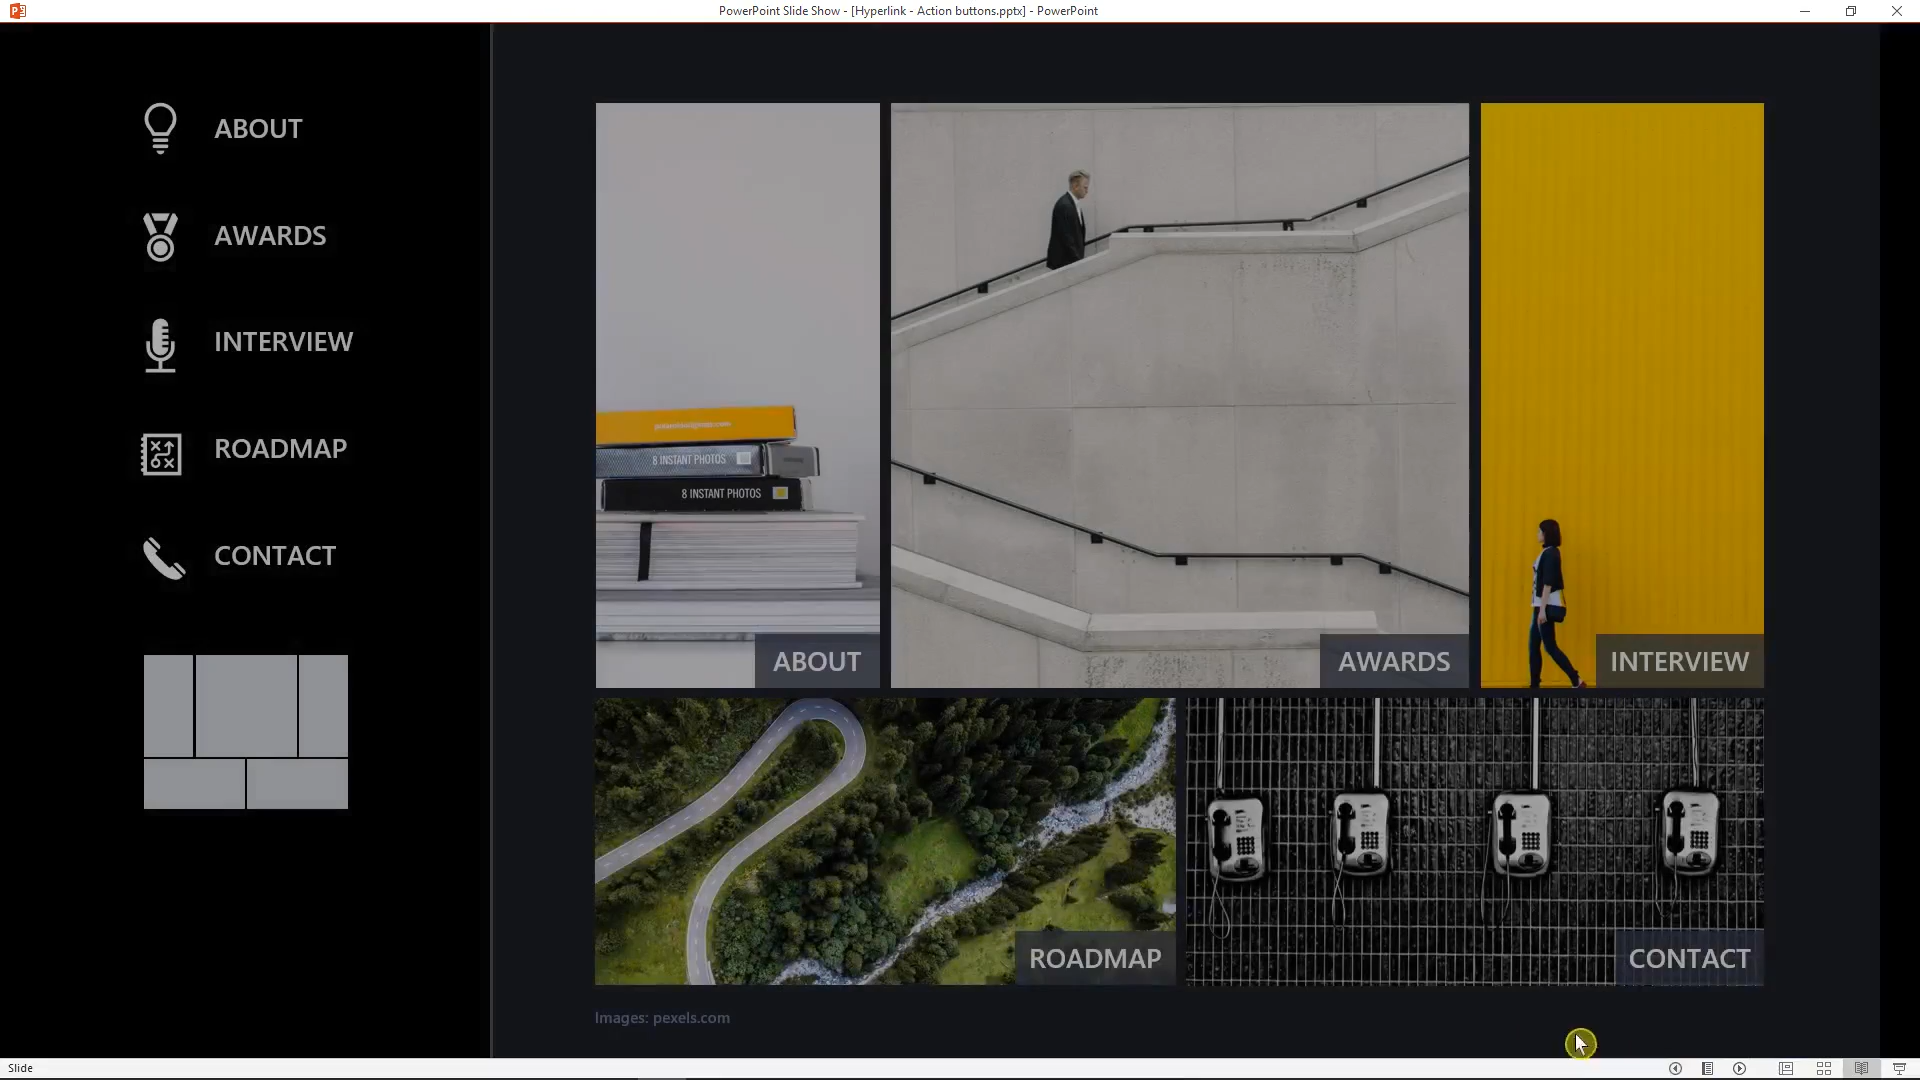 PowerPoint Slide Show - [Hyperlink - Action buttons.pptx] - PowerPoint
ABOUT
AWARDS
INTERVIEW
ROADMAP
CONTACT
8 INSTANT PHOTOS
8 INSTANT PHOTOS
ABOUT
AWARDS
INTERVIEW
ROADMAP
CONTACT
Images: pexels.com
Slide